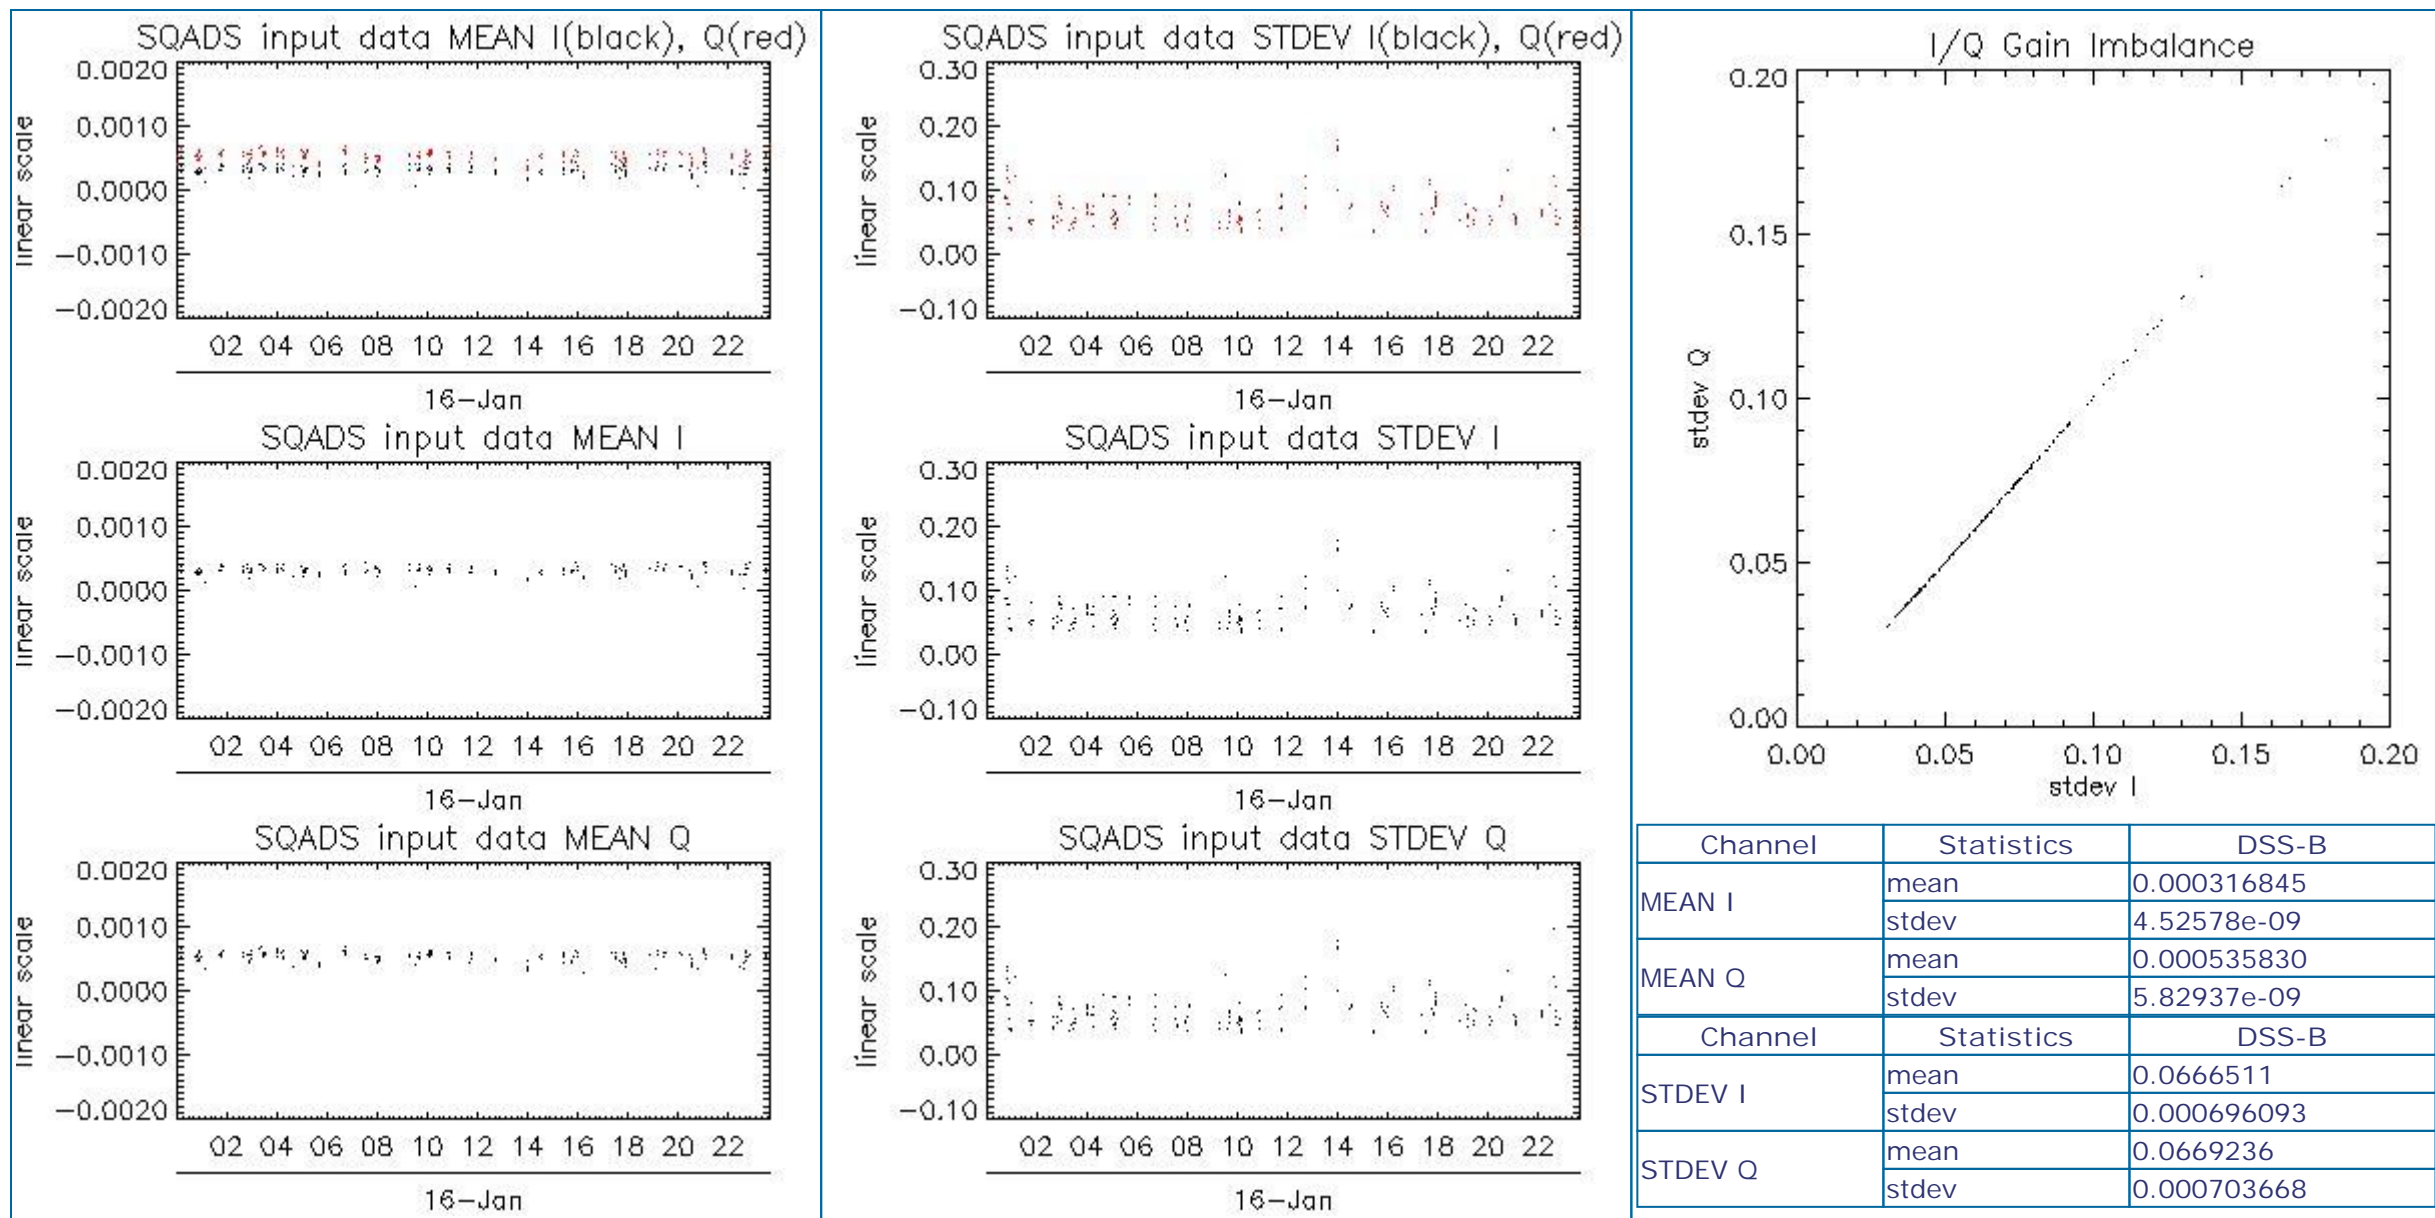 SQADS input data MEAN I(black), Q(red)
0.0020
0.0010
0.0000
−0.0010
−0.0020
linear scale
02 04 06 08 10 12 14 16 18 20 22
16−Jan
SQADS input data MEAN I
0.0020
0.0010
0.0000
−0.0010
−0.0020
linear scale
02 04 06 08 10 12 14 16 18 20 22
16−Jan
SQADS input data MEAN Q
0.0020
0.0010
0.0000
−0.0010
−0.0020
linear scale
02 04 06 08 10 12 14 16 18 20 22
16−Jan
SQADS input data STDEV I(black), Q(red)
0.30
0.20
0.10
0.00
−0.10
linear scale
02 04 06 08 10 12 14 16 18 20 22
16−Jan
SQADS input data STDEV I
0.30
0.20
0.10
0.00
−0.10
linear scale
02 04 06 08 10 12 14 16 18 20 22
16−Jan
SQADS input data STDEV Q
0.30
0.20
0.10
0.00
−0.10
linear scale
02 04 06 08 10 12 14 16 18 20 22
16−Jan
I/Q Gain Imbalance
0.20
0.15
0.10
0.05
0.00
stdev Q
0.00 0.05 0.10 0.15 0.20
stdev I
Channel Statistics DSS-B
MEAN I mean 0.000316845
stdev 4.52578e-09
MEAN Q mean 0.000535830
stdev 5.82937e-09
Channel Statistics DSS-B
STDEV I mean 0.0666511
stdev 0.000696093
STDEV Q mean 0.0669236
stdev 0.000703668